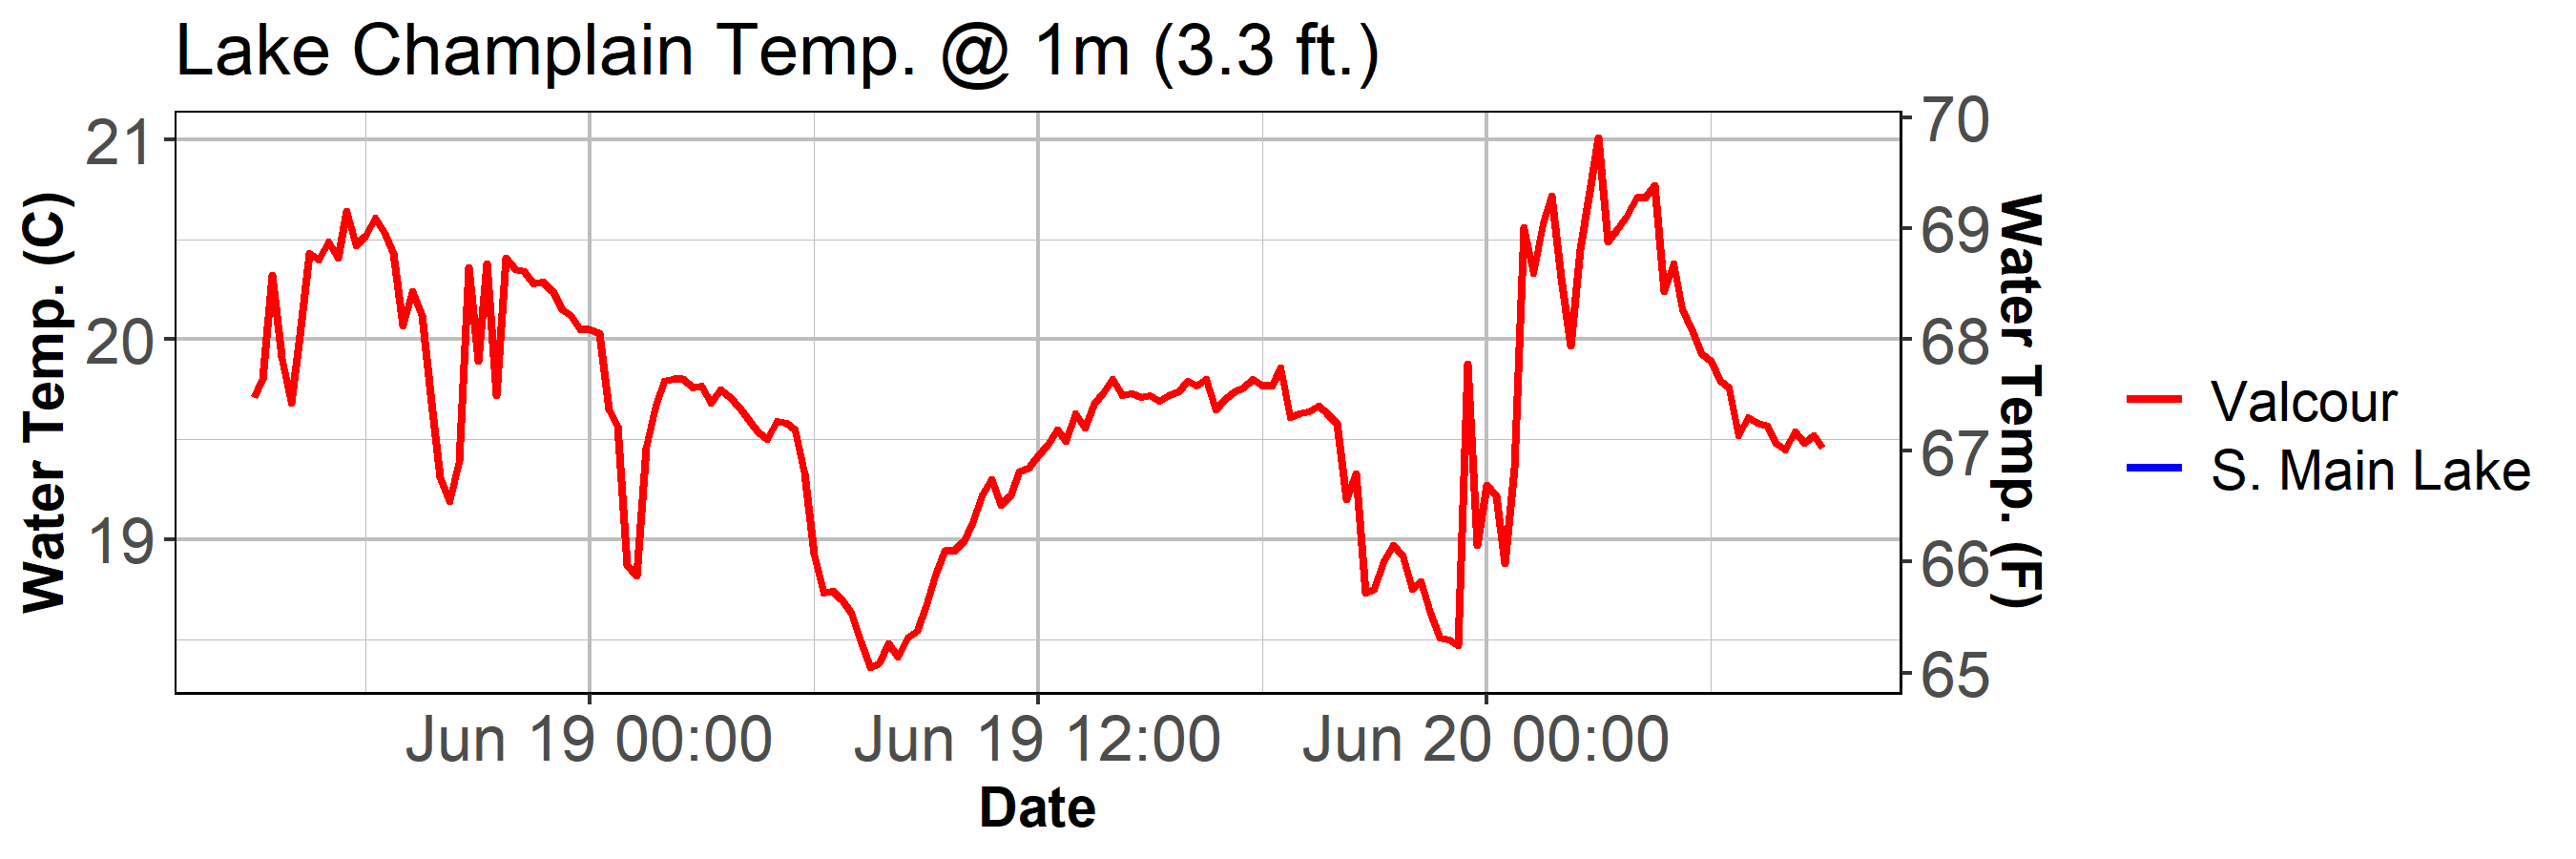 Lake Champlain Temp. @ 1m (3.3 ft.)
Water Temp. (C)
21
20
19
70
69
68
67
66
65
Water Temp. (F)
Jun 19 00:00
Jun 19 12:00
Jun 20 00:00
Date
Valcour
S. Main Lake